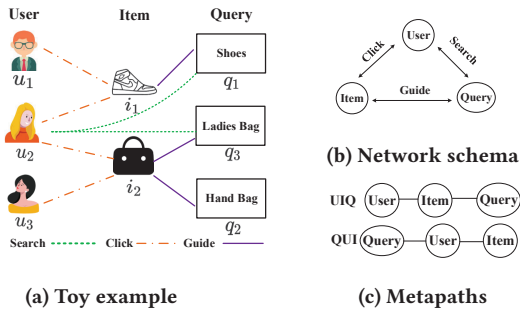 User Item Query
Shoes
u1 i1 q1
Ladies Bag
u2 q3
i2
Hand Bag
u3 q2
Search Click Guide
(a) Toy example
User
Click Search
Guide
Item Query
(b) Network schema
UIQ User Item Query
QUI Query User Item
(c) Metapaths